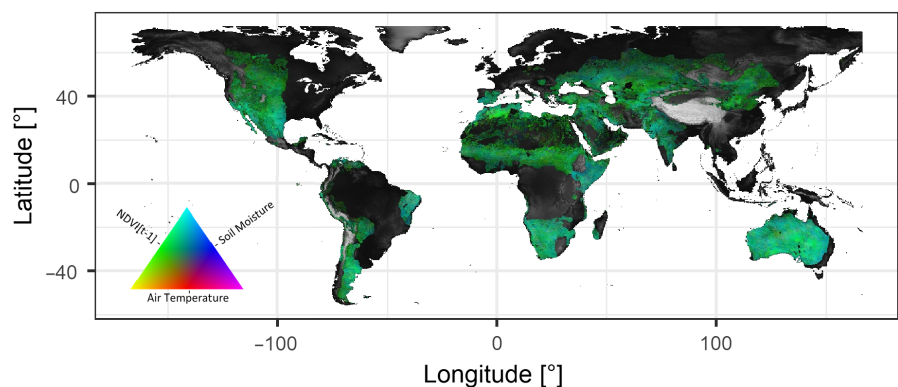 Latitude [°]
40
0
−40
NDVI[t-1]
Soil Moisture
Air Temperature
−100
0
100
Longitude [°]